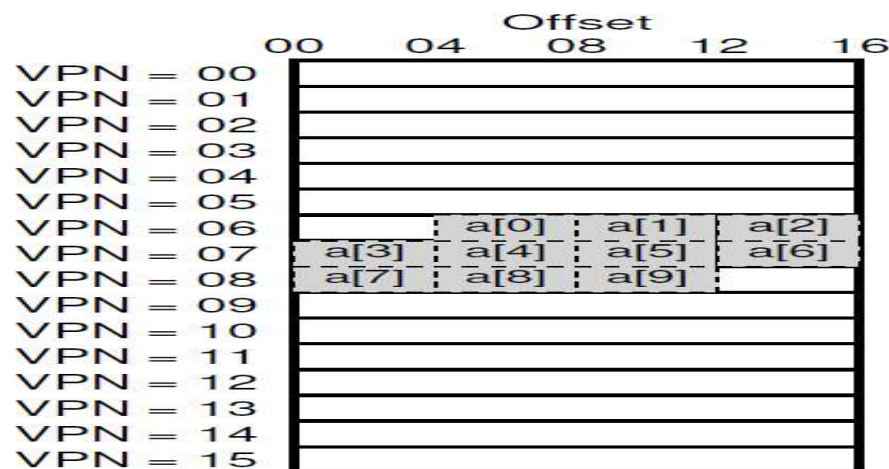 Offset
00 04 08 12 16
VPN = 00
VPN = 01
VPN = 02
VPN = 03
VPN = 04
VPN = 05
VPN = 06 a[0] a[1] a[2]
VPN = 07 a[3] a[4] a[5] a[6]
VPN = 08 a[7] a[8] a[9]
VPN = 09
VPN = 10
VPN = 11
VPN = 12
VPN = 13
VPN = 14
VPN = 15